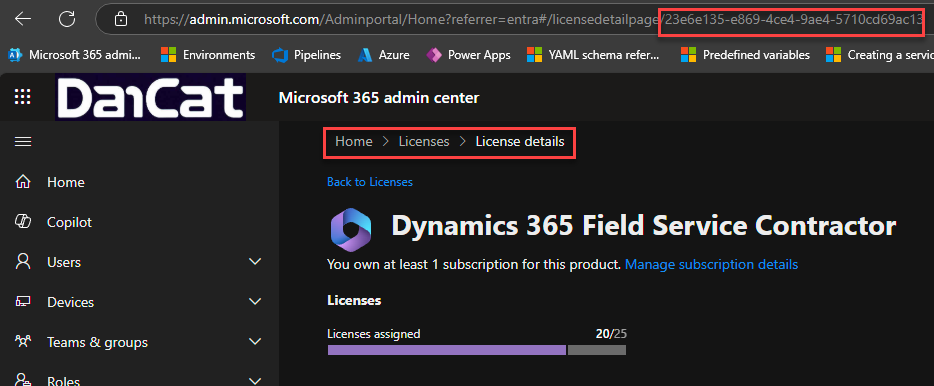 https://admin.microsoft.com/Adminportal/Home?referrer=entra#/licensedetailpage/23e6e135-e869-4ce4-9ae4-5710cd69ac13
Microsoft 365 admi... Environments Pipelines Azure Power Apps YAML schema refer... Predefined variables Creating a servic
DanCat Microsoft 365 admin center
Home > Licenses > License details
Back to Licenses
Home
Copilot
Users
Devices
Teams & groups
Roles
Dynamics 365 Field Service Contractor
You own at least 1 subscription for this product. Manage subscription details
Licenses
Licenses assigned 20/25